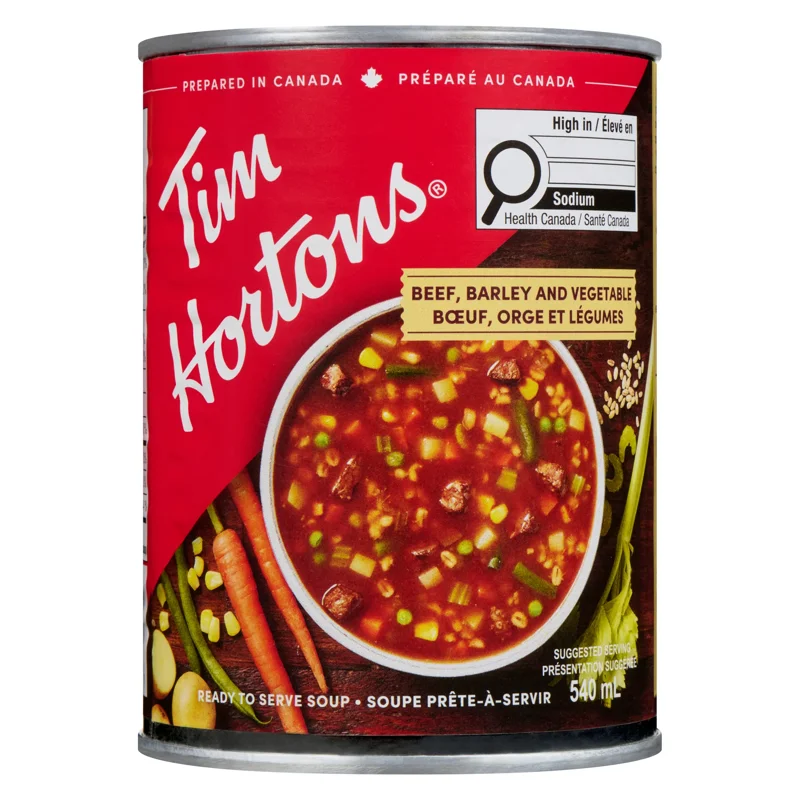 PREPARED IN CANADA PRÉPARÉ AU CANADA
Tim
Hortons®
High in / Élevé en
Sodium
Health Canada / Santé Canada
BEEF, BARLEY AND VEGETABLE
BŒUF, ORGE ET LÉGUMES
SUGGESTED SERVING
PRÉSENTATION SUGGÉRÉE
540 mL
READY TO SERVE SOUP • SOUPE PRÊTE-À-SERVIR